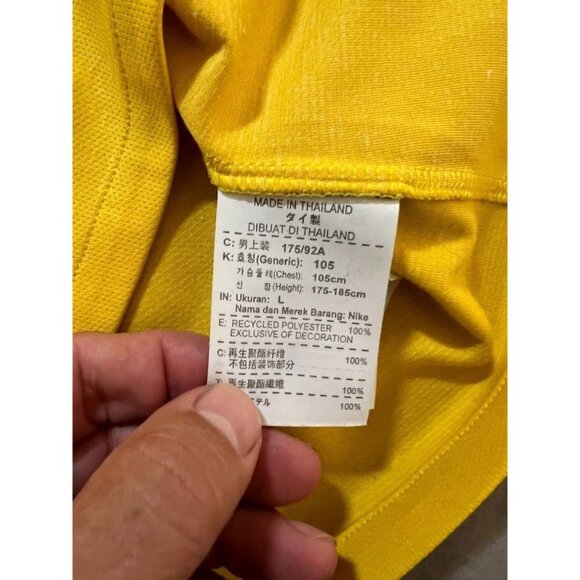 MADE IN THAILAND
タイ製
DIBUAT DI THAILAND
C: 男上装 175/92A
K: 호칭(Generic): 105
가슴둘레(Chest): 105cm
신 장(Height): 175-185cm
IN: Ukuran: L
Nama dan Merek Barang: Nike
E: RECYCLED POLYESTER 100%
EXCLUSIVE OF DECORATION
C: 再生聚酯纤维 100%
不包括装饰部分
再生聚酯纖維 100%
テル 100%